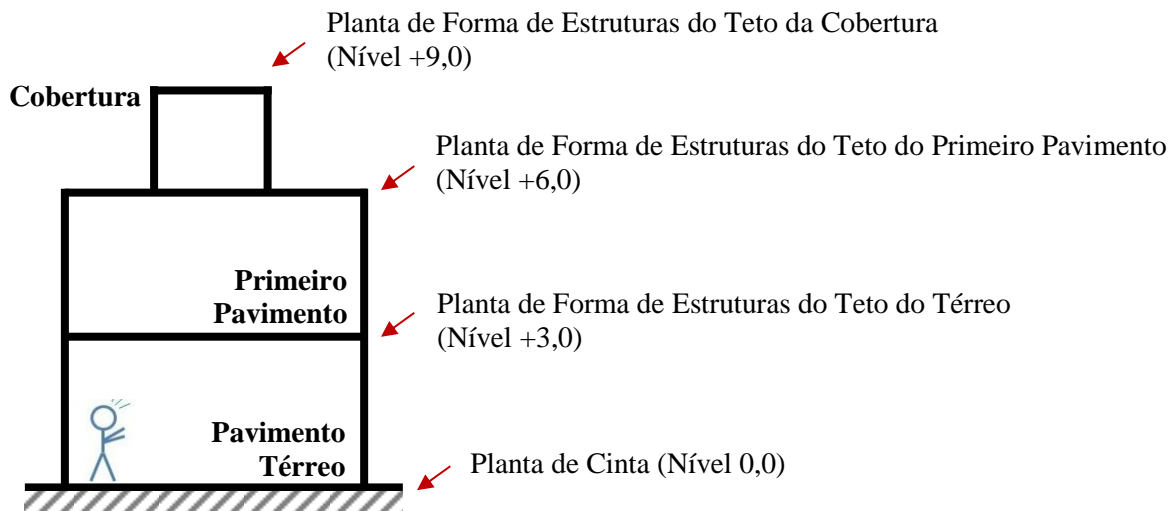 Planta de Forma de Estruturas do Teto da Cobertura
(Nível +9,0)
Cobertura
Planta de Forma de Estruturas do Teto do Primeiro Pavimento
(Nível +6,0)
Primeiro
Pavimento
Planta de Forma de Estruturas do Teto do Térreo
(Nível +3,0)
Pavimento
Térreo
Planta de Cinta (Nível 0,0)